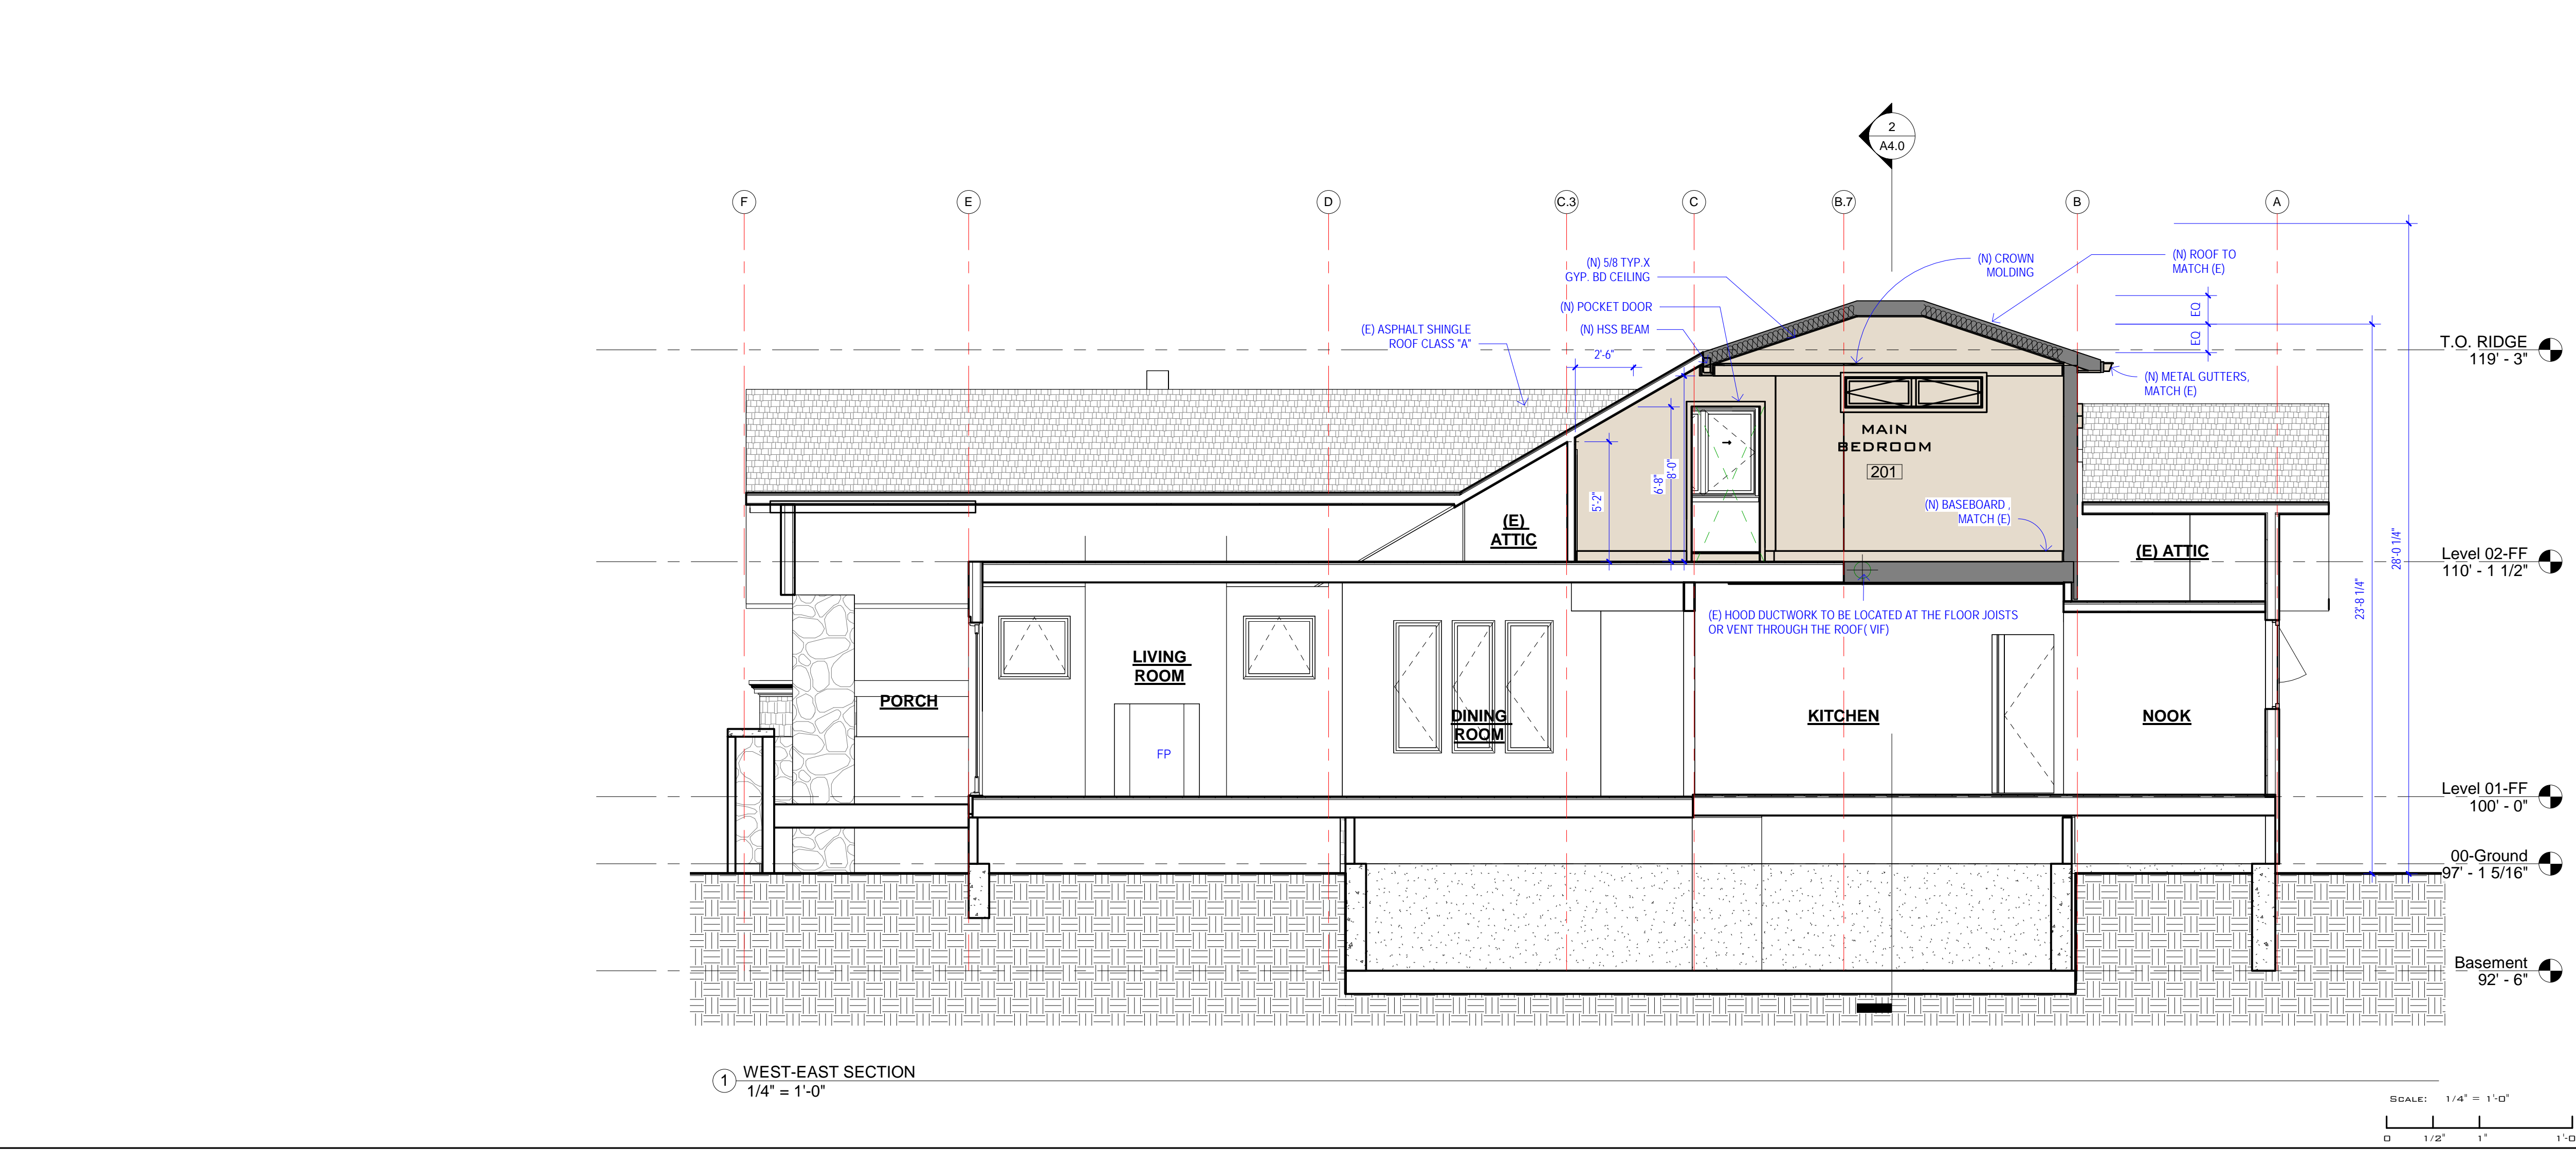 2
A4.0
F
E
D
C.3
C
B.7
B
A
(N) 5/8 TYP.X
GYP. BD CEILING
(N) CROWN
MOLDING
(N) ROOF TO
MATCH (E)
(N) POCKET DOOR
(E) ASPHALT SHINGLE
ROOF CLASS "A"
(N) HSS BEAM
2'-6"
EQ
EQ
T.O. RIDGE
119' - 3"
(N) METAL GUTTERS,
MATCH (E)
MAIN
BEDROOM
201
5'-2"
6'-8"
8'-0"
(N) BASEBOARD ,
MATCH (E)
(E)
ATTIC
(E) ATTIC
Level 02-FF
110' - 1 1/2"
28'-0 1/4"
23'-8 1/4"
(E) HOOD DUCTWORK TO BE LOCATED AT THE FLOOR JOISTS
OR VENT THROUGH THE ROOF( VIF)
LIVING
ROOM
PORCH
DINING
ROOM
KITCHEN
NOOK
FP
Level 01-FF
100' - 0"
00-Ground
97' - 1 5/16"
Basement
92' - 6"
1
WEST-EAST SECTION
1/4" = 1'-0"
SCALE: 1/4" = 1'-0"
0 1/2" 1" 1'-0